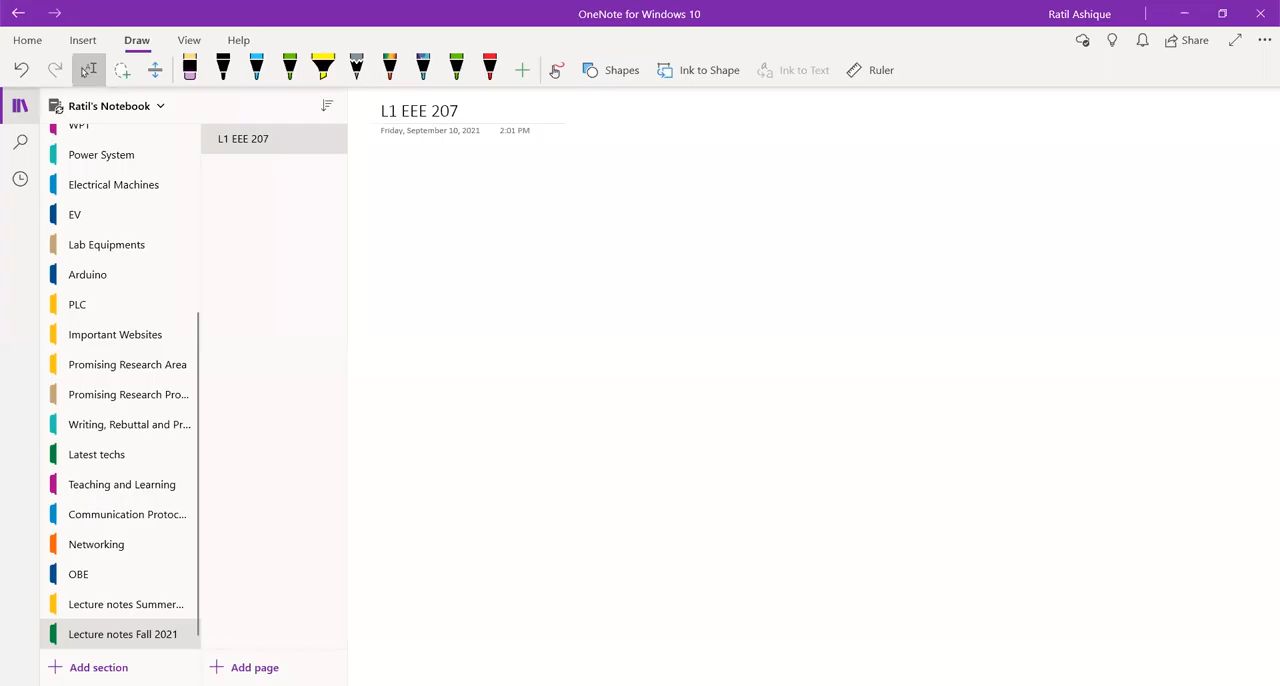 OneNote for Windows 10
Ratil Ashique
Home Insert Draw View Help
Share
Shapes Ink to Shape Ink to Text Ruler
Ratil's Notebook
WPT
Power System
Electrical Machines
EV
Lab Equipments
Arduino
PLC
Important Websites
Promising Research Area
Promising Research Pro...
Writing, Rebuttal and Pr...
Latest techs
Teaching and Learning
Communication Protoc...
Networking
OBE
Lecture notes Summer...
Lecture notes Fall 2021
Add section
L1 EEE 207
Add page
L1 EEE 207
Friday, September 10, 2021 2:01 PM